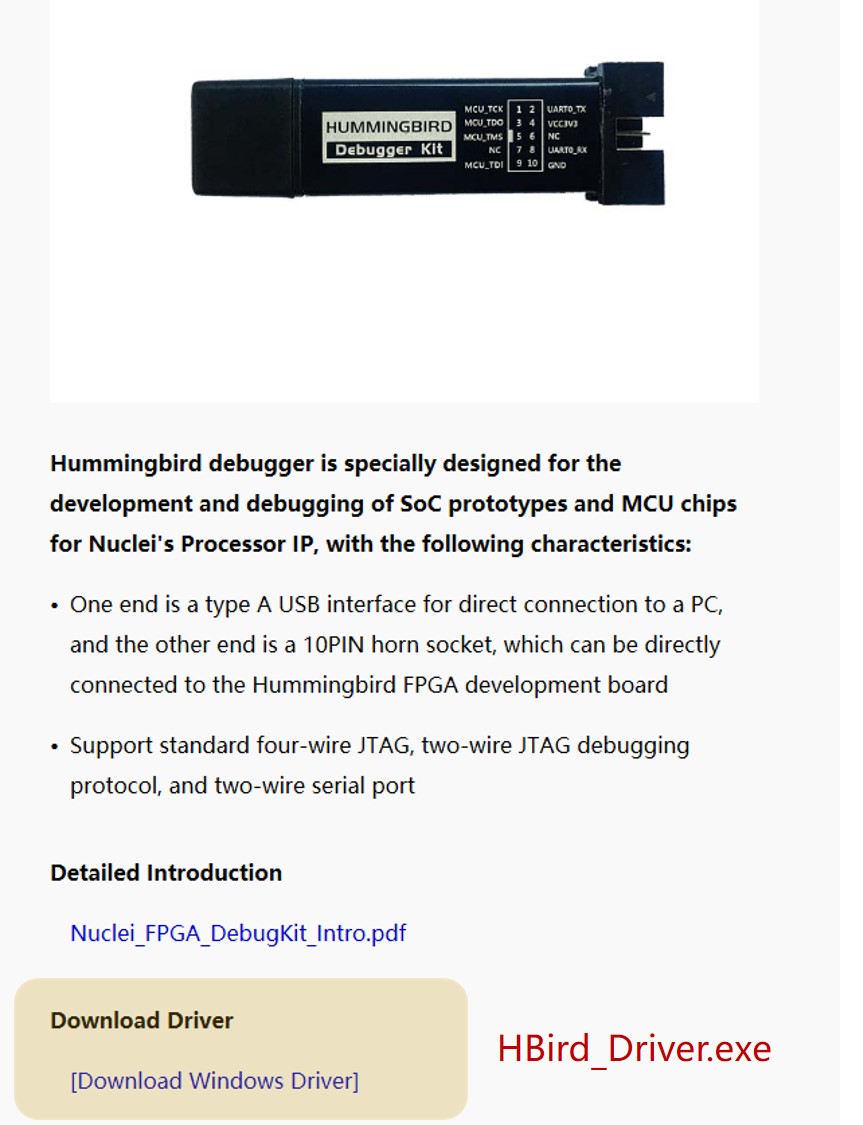 HUMMINGBIRD
Debugger Kit
MCU_TCK 1 2 UART0_TX
MCU_TDO 3 4 VCC3V3
MCU_TMS 5 6 NC
NC 7 8 UART0_RX
MCU_TDI 9 10 GND
Hummingbird debugger is specially designed for the
development and debugging of SoC prototypes and MCU chips
for Nuclei's Processor IP, with the following characteristics:
• One end is a type A USB interface for direct connection to a PC,
and the other end is a 10PIN horn socket, which can be directly
connected to the Hummingbird FPGA development board
• Support standard four-wire JTAG, two-wire JTAG debugging
protocol, and two-wire serial port
Detailed Introduction
Nuclei_FPGA_DebugKit_Intro.pdf
Download Driver
HBird_Driver.exe
[Download Windows Driver]